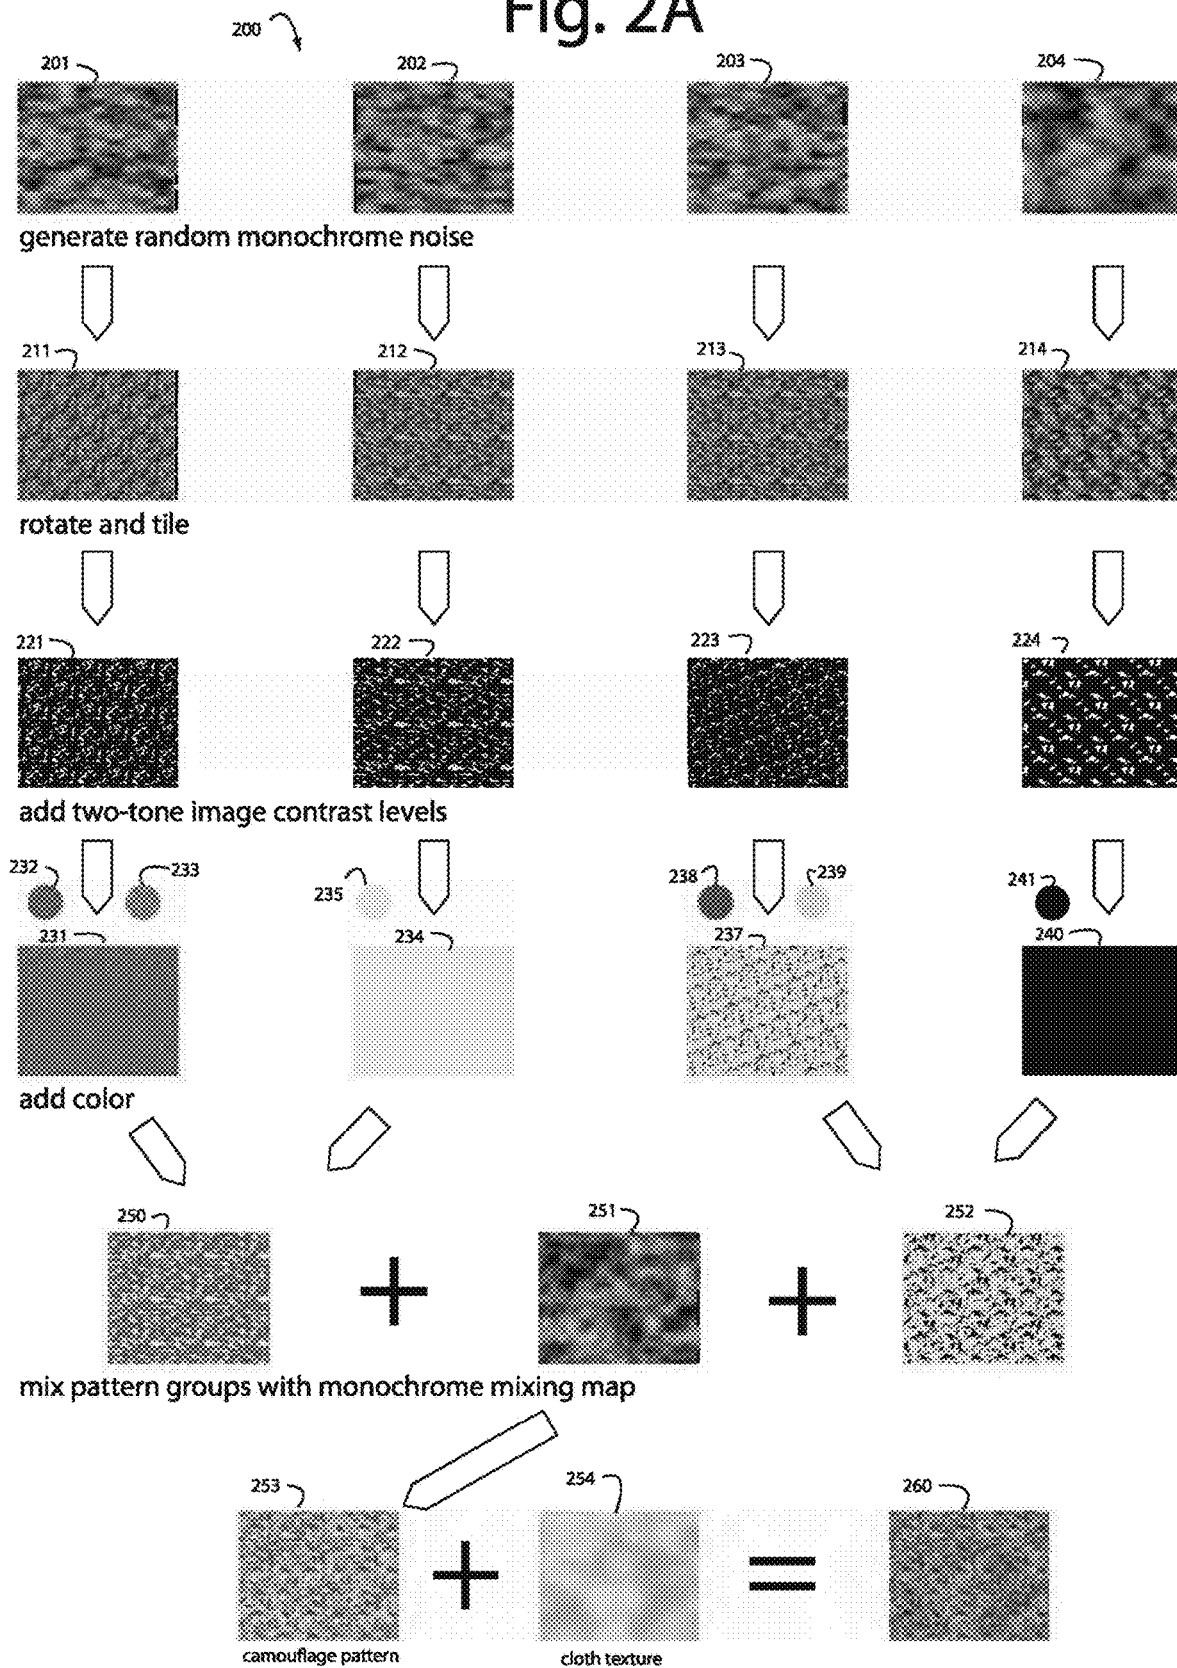 Fig. 2A
200
201 202 203 204
generate random monochrome noise
211 212 213 214
rotate and tile
221 222 223 224
add two-tone image contrast levels
232 233 235 238 239 241
231 234 237 240
add color
250 251 252
mix pattern groups with monochrome mixing map
253 254 260
camouflage pattern cloth texture